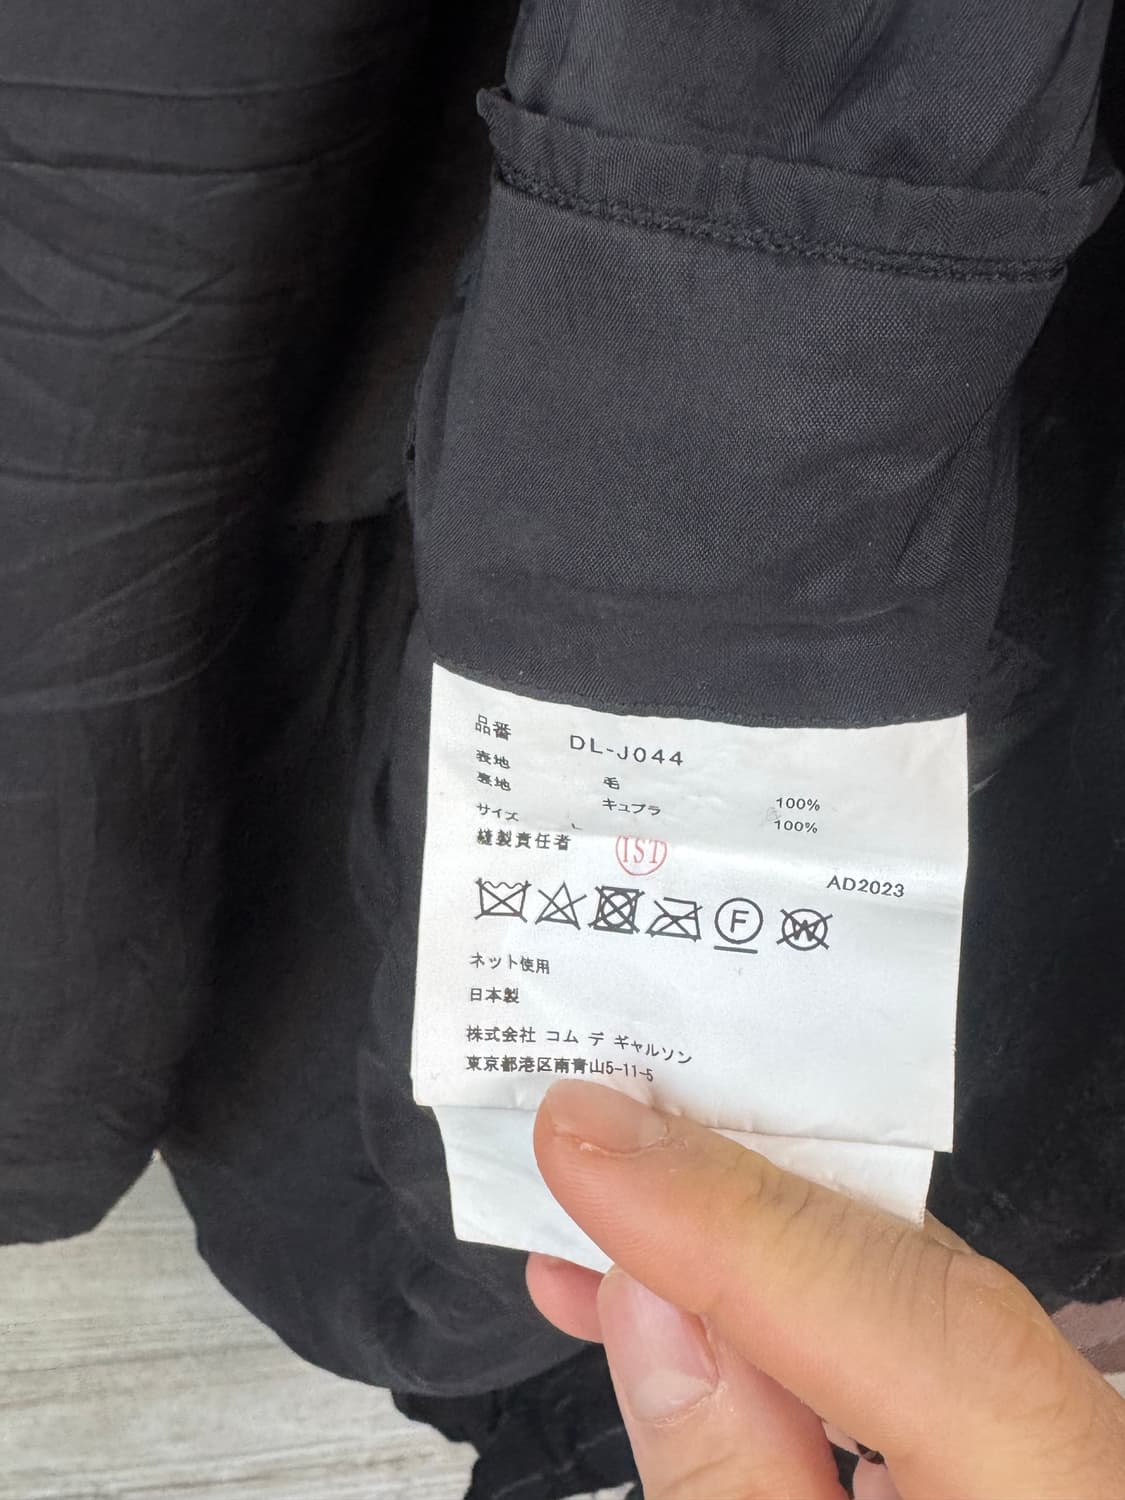 品番 DL-J044
表地 毛 100%
裏地 キュプラ 100%
サイズ L
縫製責任者 IST
AD2023
F W
ネット使用
日本製
株式会社 コム デ ギャルソン
東京都港区南青山5-11-5